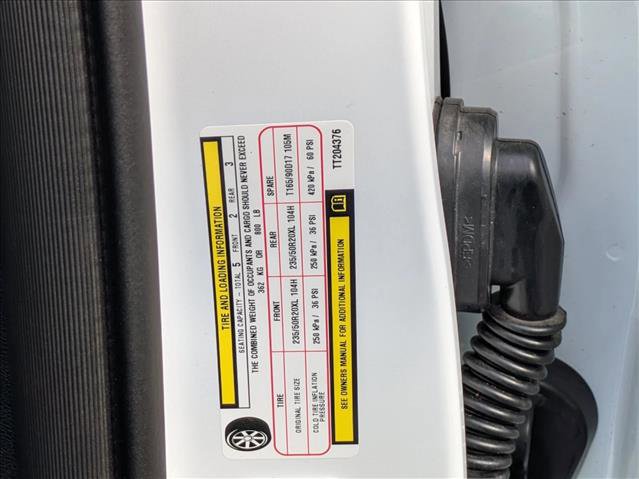 TIRE AND LOADING INFORMATION
SEATING CAPACITY - TOTAL 5 FRONT 2 REAR 3
THE COMBINED WEIGHT OF OCCUPANTS AND CARGO SHOULD NEVER EXCEED
362 KG OR 800 LB
TIRE FRONT REAR SPARE
ORIGINAL TIRE SIZE 235/50R20XL 104H 235/50R20XL 104H T165/90D17 105M
COLD TIRE INFLATION PRESSURE 250 kPa/ 36 PSI 250 kPa/ 36 PSI 420 kPa/ 60 PSI
SEE OWNERS MANUAL FOR ADDITIONAL INFORMATION
TT204376
>EPDM<